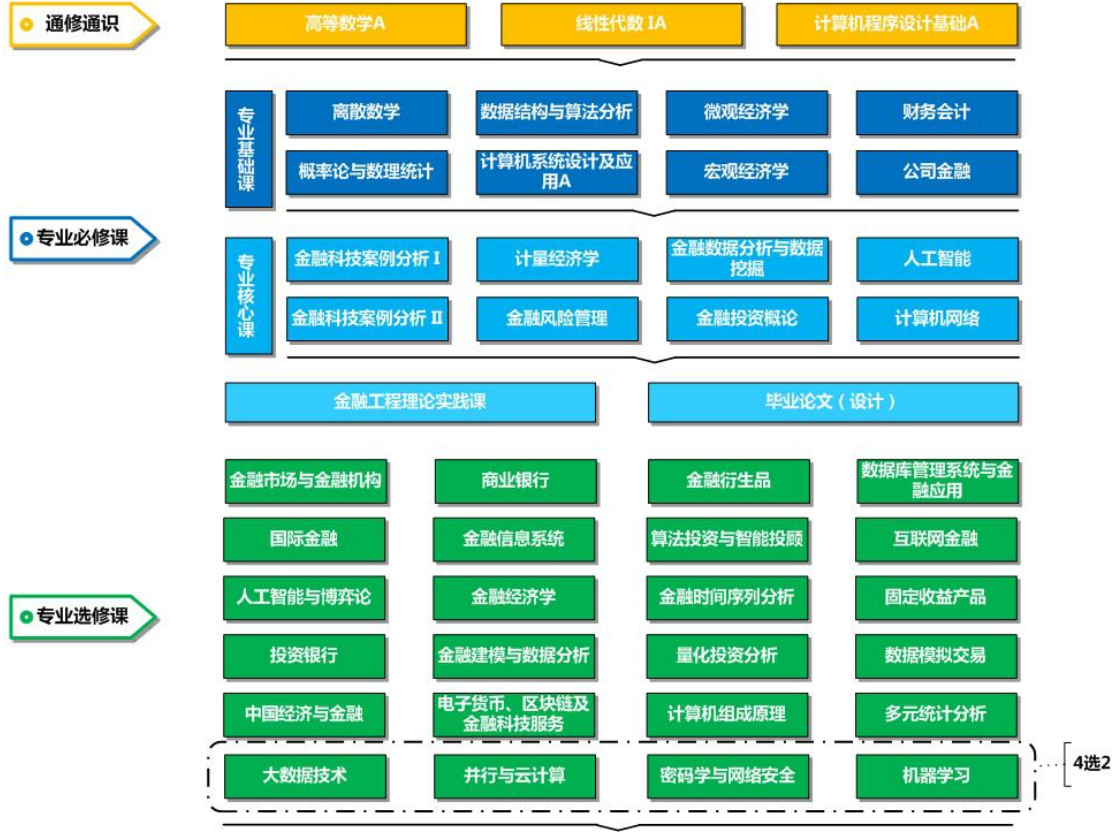 通修通识
高等数学A
线性代数 IA
计算机程序设计基础A
专业必修课
专业基础课
离散数学
数据结构与算法分析
微观经济学
财务会计
概率论与数理统计
计算机系统设计及应
用A
宏观经济学
公司金融
专业核心课
金融科技案例分析 I
计量经济学
金融数据分析与数据
挖掘
人工智能
金融科技案例分析 II
金融风险管理
金融投资概论
计算机网络
金融工程理论实践课
毕业论文（设计）
专业选修课
金融市场与金融机构
商业银行
金融衍生品
数据库管理系统与金
融应用
国际金融
金融信息系统
算法投资与智能投顾
互联网金融
人工智能与博弈论
金融经济学
金融时间序列分析
固定收益产品
投资银行
金融建模与数据分析
量化投资分析
数据模拟交易
中国经济与金融
电子货币、区块链及
金融科技服务
计算机组成原理
多元统计分析
大数据技术
并行与云计算
密码学与网络安全
机器学习
4选2